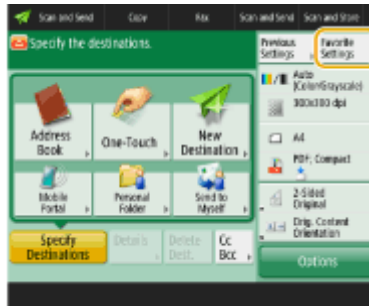 Scan and Send Copy Fax Scan and Send Scan and Store
Specify the destinations.
Previous
Settings
Favorite
Settings
Auto
(Color/Grayscale)
300x300 dpi
Address
Book
One-Touch
New
Destination
A4
PDF; Compact
Mobile
Portal
Personal
Folder
Send to
Myself
2-Sided
Original
Orig. Content
Orientation
Specify
Destinations
Details
Delete
Dest.
Cc
Bcc
Options